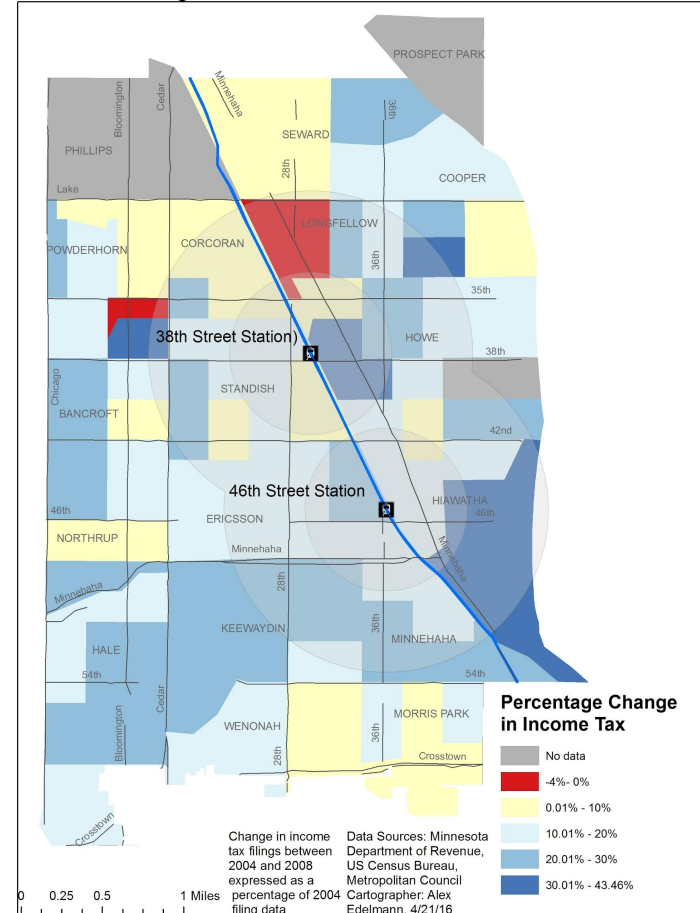 PROSPECT PARK
Minnehaha
Bloomington
Cedar
36th
SEWARD
PHILLIPS
28th
COOPER
Lake
LONGFELLOW
POWDERHORN
CORCORAN
36th
35th
38th Street Station)
HOWE
38th
Chicago
STANDISH
BANCROFT
42nd
46th Street Station
HIAWATHA
46th
46th
ERICSSON
NORTHRUP
Minnehaha
Minnehaha
Minnehaha
28th
36th
KEEWAYDIN
MINNEHAHA
HALE
54th
54th
Cedar
Bloomington
WENONAH
28th
36th
MORRIS PARK
Crosstown
Crosstown
Percentage Change
in Income Tax
No data
-4%- 0%
0.01% - 10%
10.01% - 20%
20.01% - 30%
30.01% - 43.46%
Change in income
tax filings between
2004 and 2008
expressed as a
percentage of 2004
filing data
Data Sources: Minnesota
Department of Revenue,
US Census Bureau,
Metropolitan Council
Cartographer: Alex
Edelmann, 4/21/16
0 0.25 0.5 1 Miles